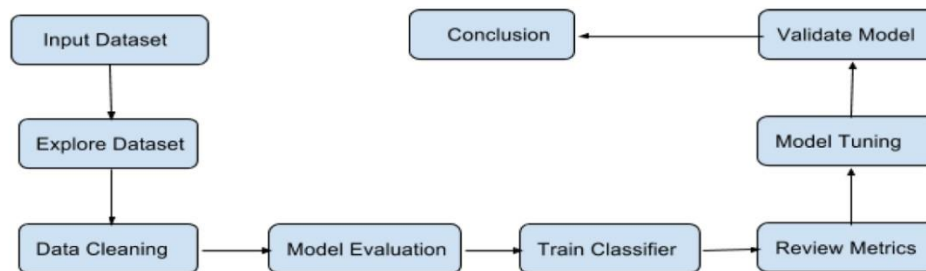 Input Dataset
Explore Dataset
Data Cleaning
Model Evaluation
Train Classifier
Review Metrics
Model Tuning
Validate Model
Conclusion